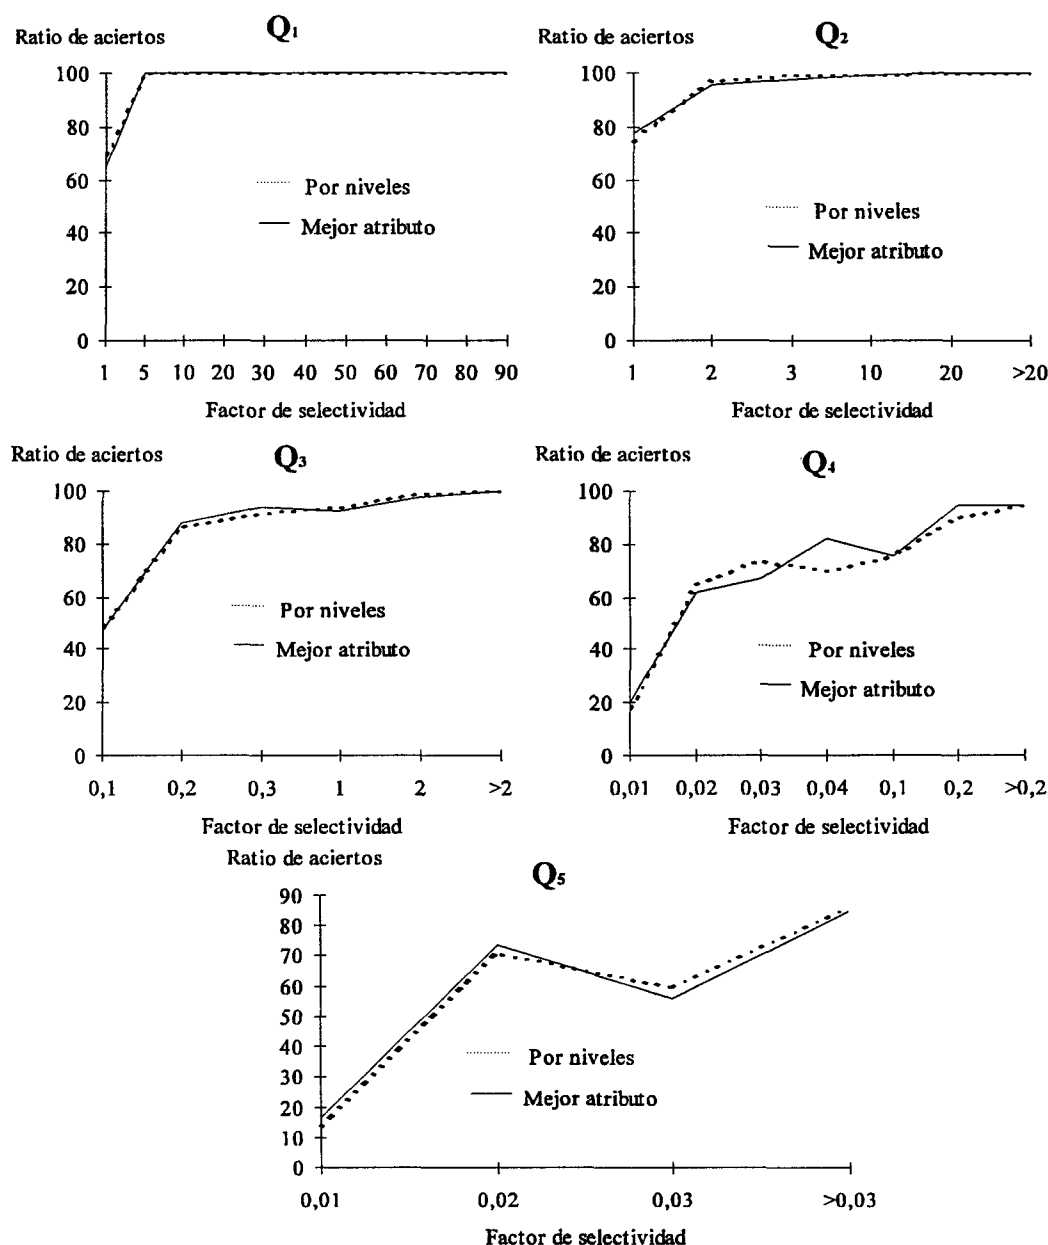 Q1
Ratio de aciertos
100
80
60
40
20
0
Por niveles
Mejor atributo
1 5 10 20 30 40 50 60 70 80 90
Factor de selectividad
Q2
Ratio de aciertos
100
80
60
40
20
0
Por niveles
Mejor atributo
1 2 3 10 20 >20
Factor de selectividad
Q3
Ratio de aciertos
100
80
60
40
20
0
Por niveles
Mejor atributo
0,1 0,2 0,3 1 2 >2
Factor de selectividad
Q4
Ratio de aciertos
100
80
60
40
20
0
Por niveles
Mejor atributo
0,01 0,02 0,03 0,04 0,1 0,2 >0,2
Factor de selectividad
Ratio de aciertos
Q5
90
80
70
60
50
40
30
20
10
0
Por niveles
Mejor atributo
0,01 0,02 0,03 >0,03
Factor de selectividad